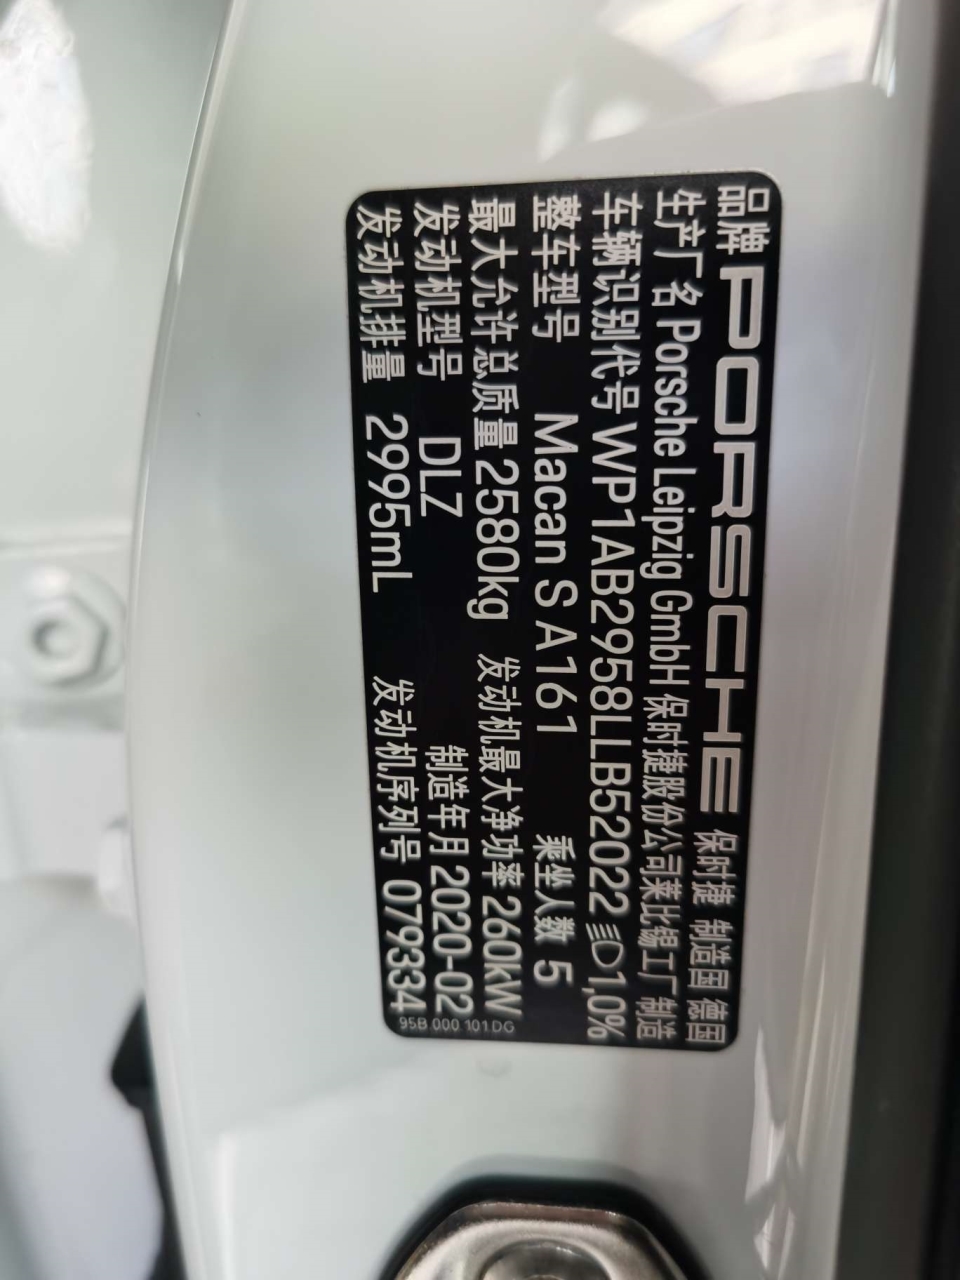 品牌 PORSCHE 保时捷 制造国 德国
生产厂名 Porsche Leipzig GmbH 保时捷股份公司莱比锡工厂 制造
车辆识别代号 WP1AB2958LLB52022 1,0%
整车型号 Macan S A161 乘坐人数 5
最大允许总质量 2580kg 发动机最大净功率 260kW
发动机型号 DLZ 制造年月 2020-02
发动机排量 2995mL 发动机序列号 079334
95B 000 101 DG